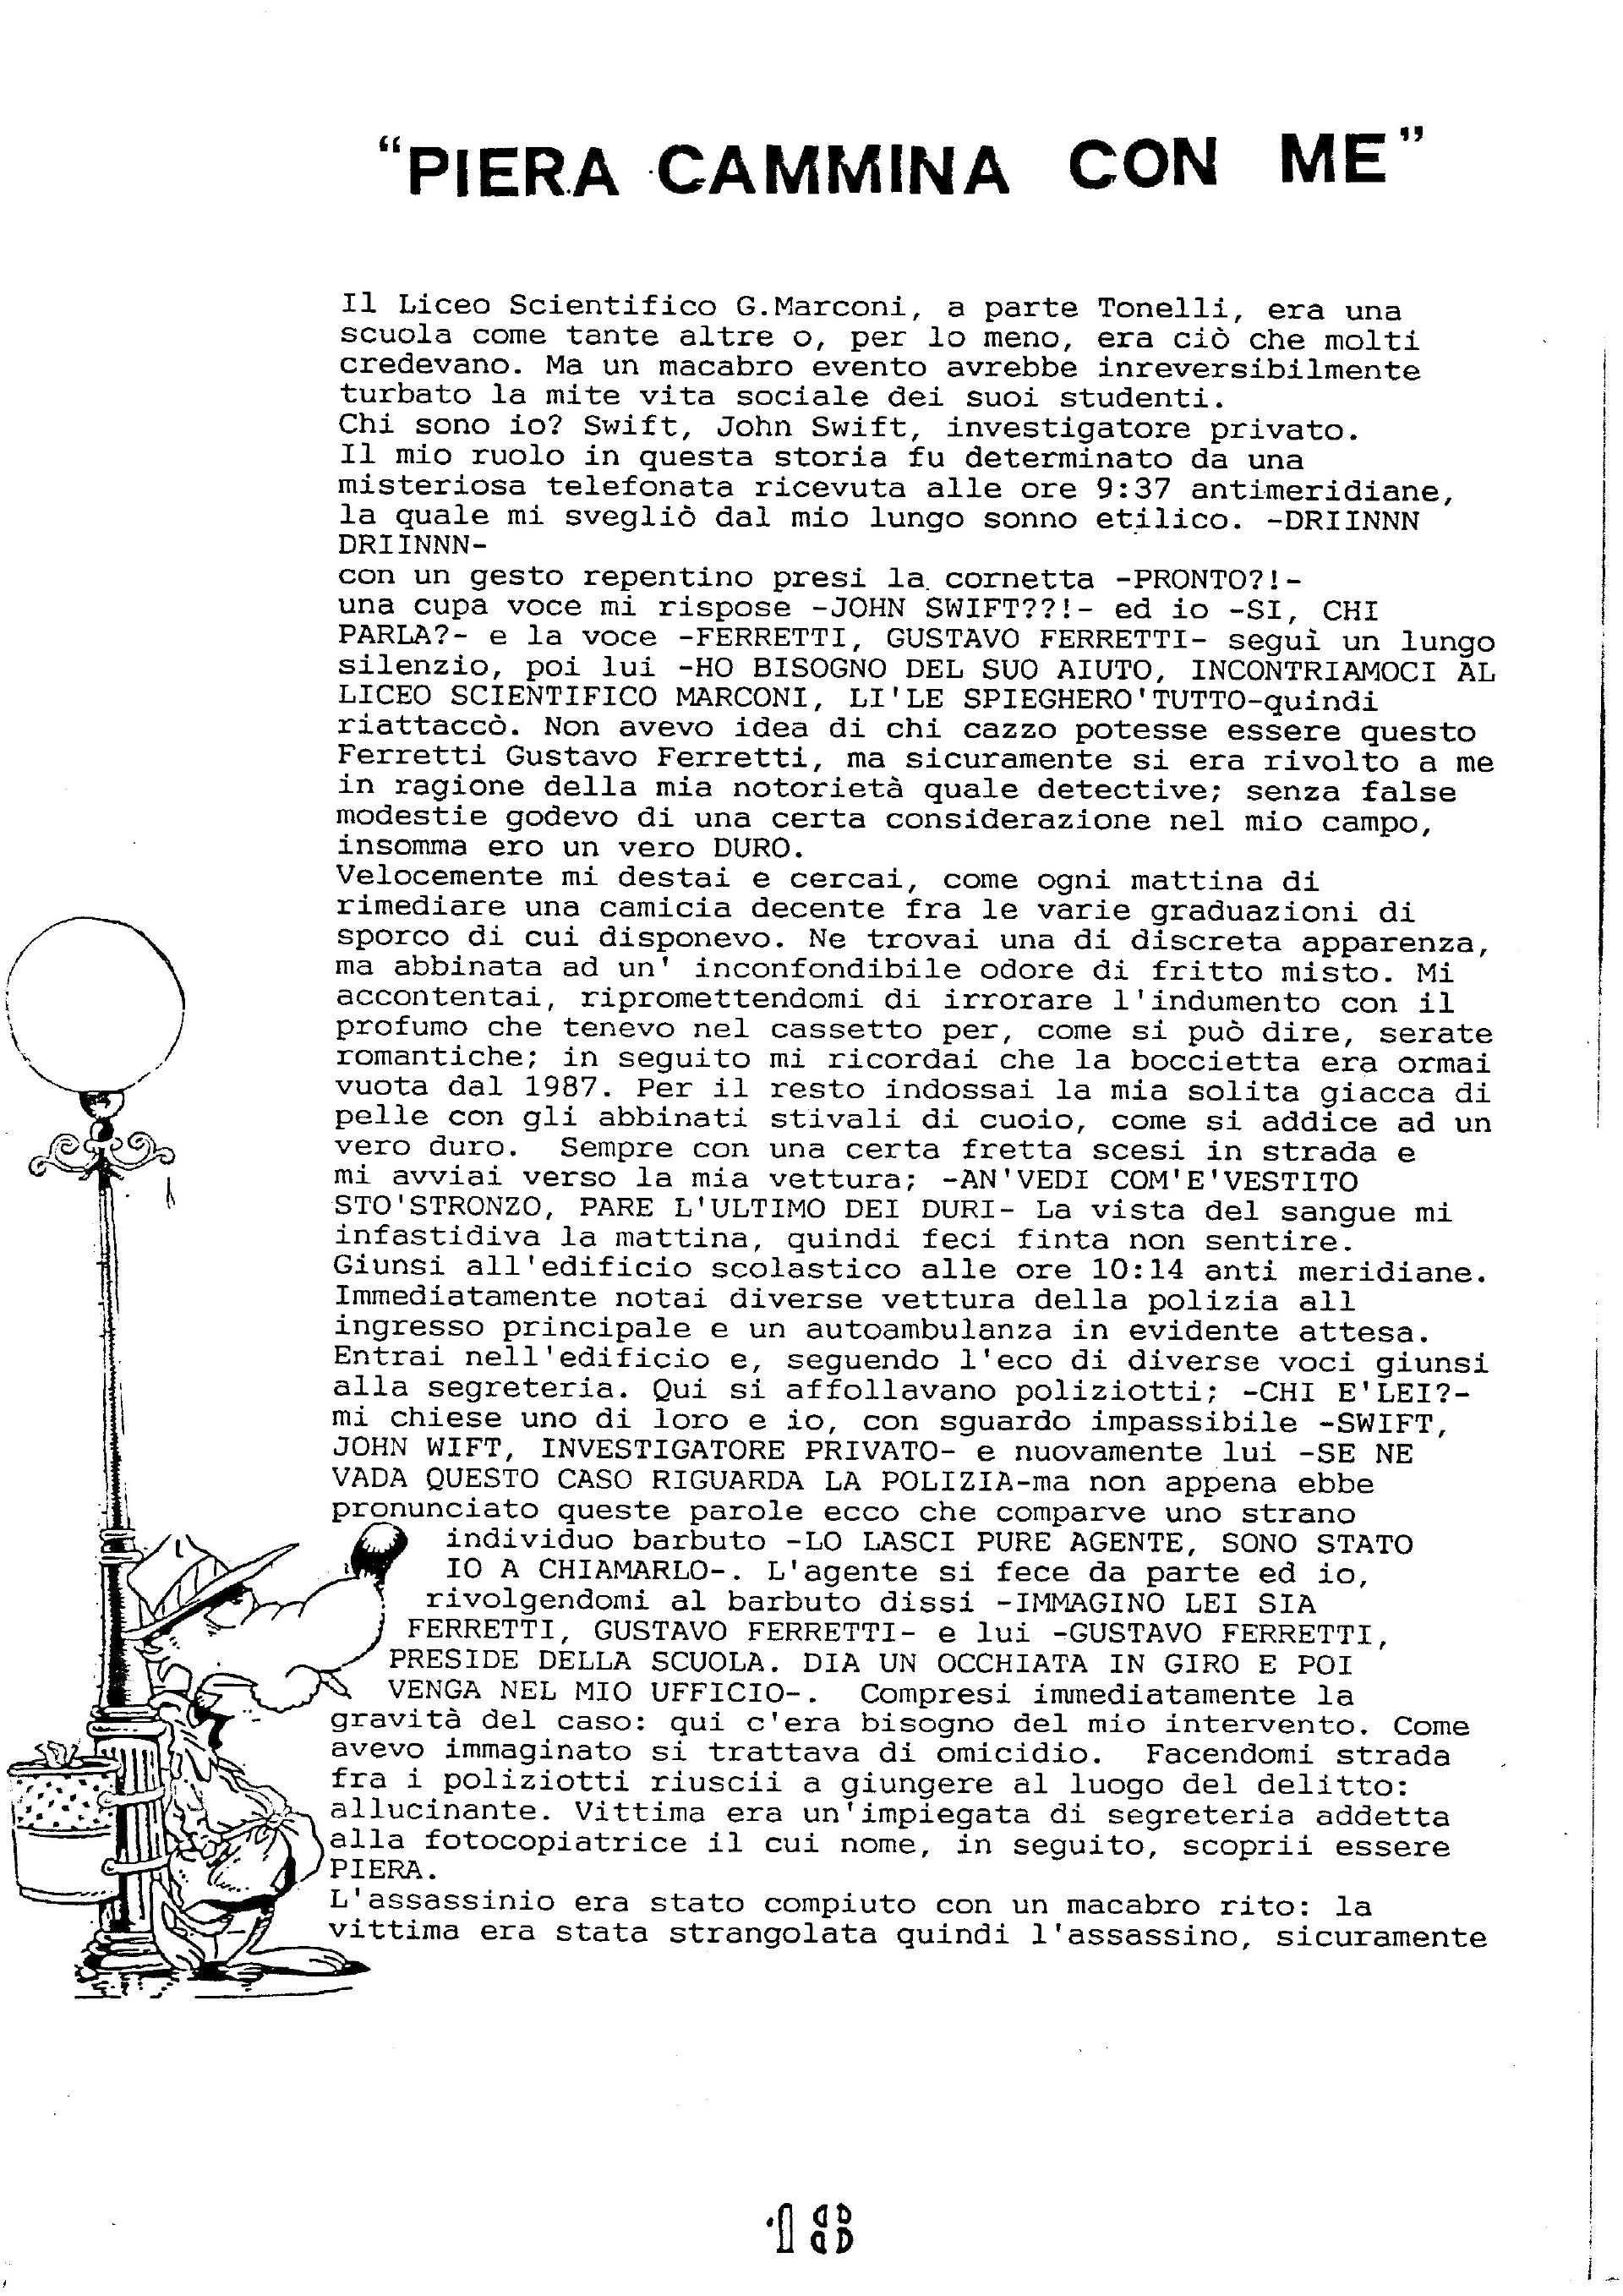 "PIERA CAMMINA CON ME"
Il Liceo Scientifico G.Marconi, a parte Tonelli, era una
scuola come tante altre o, per lo meno, era ciò che molti
credevano. Ma un macabro evento avrebbe inreversibilmente
turbato la mite vita sociale dei suoi studenti.
Chi sono io? Swift, John Swift, investigatore privato.
Il mio ruolo in questa storia fu determinato da una
misteriosa telefonata ricevuta alle ore 9:37 antimeridiane,
la quale mi svegliò dal mio lungo sonno etilico. -DRIINNN
DRIINNN-
con un gesto repentino presi la cornetta -PRONTO?!-
una cupa voce mi rispose -JOHN SWIFT??!- ed io -SI, CHI
PARLA?- e la voce -FERRETTI, GUSTAVO FERRETTI- seguì un lungo
silenzio, poi lui -HO BISOGNO DEL SUO AIUTO, INCONTRIAMOCI AL
LICEO SCIENTIFICO MARCONI, LI'LE SPIEGHERO'TUTTO-quindi
riattaccò. Non avevo idea di chi cazzo potesse essere questo
Ferretti Gustavo Ferretti, ma sicuramente si era rivolto a me
in ragione della mia notorietà quale detective; senza false
modestie godevo di una certa considerazione nel mio campo,
insomma ero un vero DURO.
Velocemente mi destai e cercai, come ogni mattina di
rimediare una camicia decente fra le varie graduazioni di
sporco di cui disponevo. Ne trovai una di discreta apparenza,
ma abbinata ad un' inconfondibile odore di fritto misto. Mi
accontentai, ripromettendomi di irrorare l'indumento con il
profumo che tenevo nel cassetto per, come si può dire, serate
romantiche; in seguito mi ricordai che la boccietta era ormai
vuota dal 1987. Per il resto indossai la mia solita giacca di
pelle con gli abbinati stivali di cuoio, come si addice ad un
vero duro.  Sempre con una certa fretta scesi in strada e
mi avviai verso la mia vettura; -AN'VEDI COM'E'VESTITO
STO'STRONZO, PARE L'ULTIMO DEI DURI- La vista del sangue mi
infastidiva la mattina, quindi feci finta non sentire.
Giunsi all'edificio scolastico alle ore 10:14 anti meridiane.
Immediatamente notai diverse vettura della polizia all
ingresso principale e un autoambulanza in evidente attesa.
Entrai nell'edificio e, seguendo l'eco di diverse voci giunsi
alla segreteria. Qui si affollavano poliziotti; -CHI E'LEI?-
mi chiese uno di loro e io, con sguardo impassibile -SWIFT,
JOHN WIFT, INVESTIGATORE PRIVATO- e nuovamente lui -SE NE
VADA QUESTO CASO RIGUARDA LA POLIZIA-ma non appena ebbe
pronunciato queste parole ecco che comparve uno strano
individuo barbuto -LO LASCI PURE AGENTE, SONO STATO
IO A CHIAMARLO-. L'agente si fece da parte ed io,
rivolgendomi al barbuto dissi -IMMAGINO LEI SIA
FERRETTI, GUSTAVO FERRETTI- e lui -GUSTAVO FERRETTI,
PRESIDE DELLA SCUOLA. DIA UN OCCHIATA IN GIRO E POI
VENGA NEL MIO UFFICIO-.  Compresi immediatamente la
gravità del caso: qui c'era bisogno del mio intervento. Come
avevo immaginato si trattava di omicidio.  Facendomi strada
fra i poliziotti riuscii a giungere al luogo del delitto:
allucinante. Vittima era un'impiegata di segreteria addetta
alla fotocopiatrice il cui nome, in seguito, scoprii essere
PIERA.
L'assassinio era stato compiuto con un macabro rito: la
vittima era stata strangolata quindi l'assassino, sicuramente
18